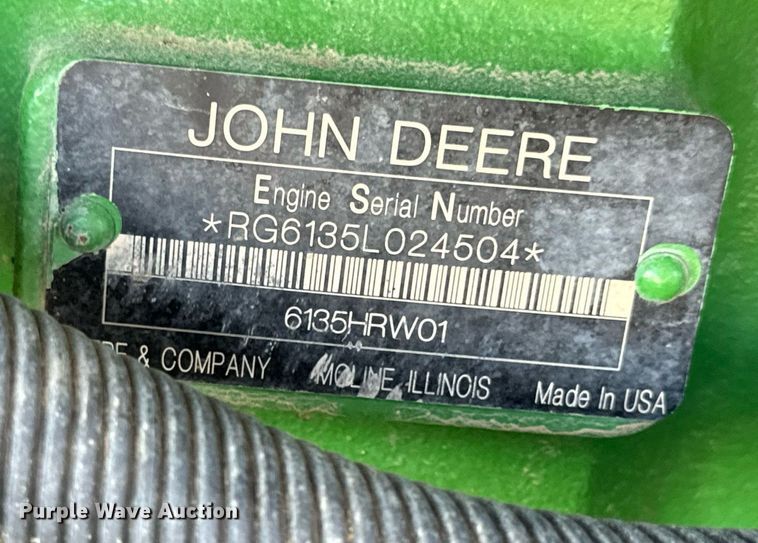 JOHN DEERE
Engine Serial Number
*RG6135L024504*
6135HRW01
& COMPANY MOLINE, ILLINOIS Made In USA
Purple Wave Auction